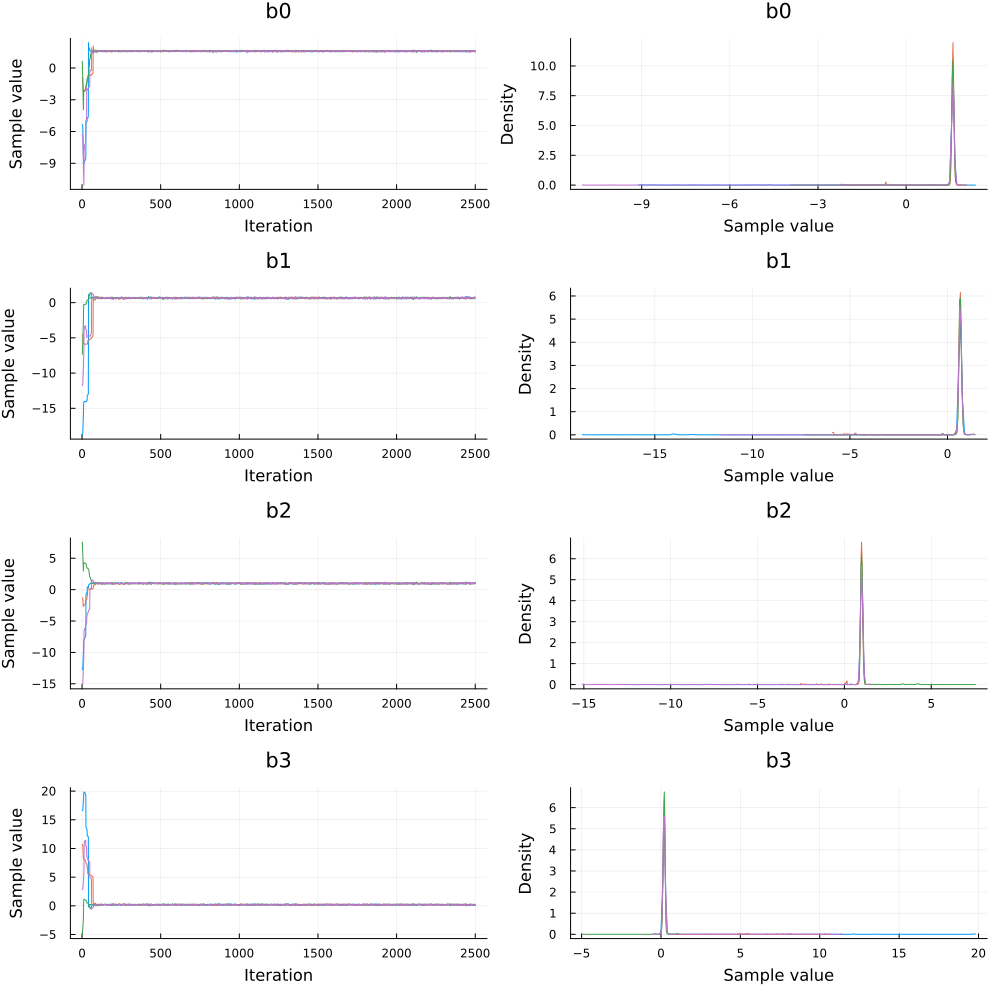 b0
b0
Sample value
0
−3
−6
−9
0 500 1000 1500 2000 2500
Iteration
Density
10.0
7.5
5.0
2.5
0.0
−9 −6 −3 0
Sample value
b1
b1
Sample value
0
−5
−10
−15
0 500 1000 1500 2000 2500
Iteration
Density
6
5
4
3
2
1
0
−15 −10 −5 0
Sample value
b2
b2
Sample value
5
0
−5
−10
−15
0 500 1000 1500 2000 2500
Iteration
Density
6
5
4
3
2
1
0
−15 −10 −5 0 5
Sample value
b3
b3
Sample value
20
15
10
5
0
−5
0 500 1000 1500 2000 2500
Iteration
Density
6
5
4
3
2
1
0
−5 0 5 10 15 20
Sample value